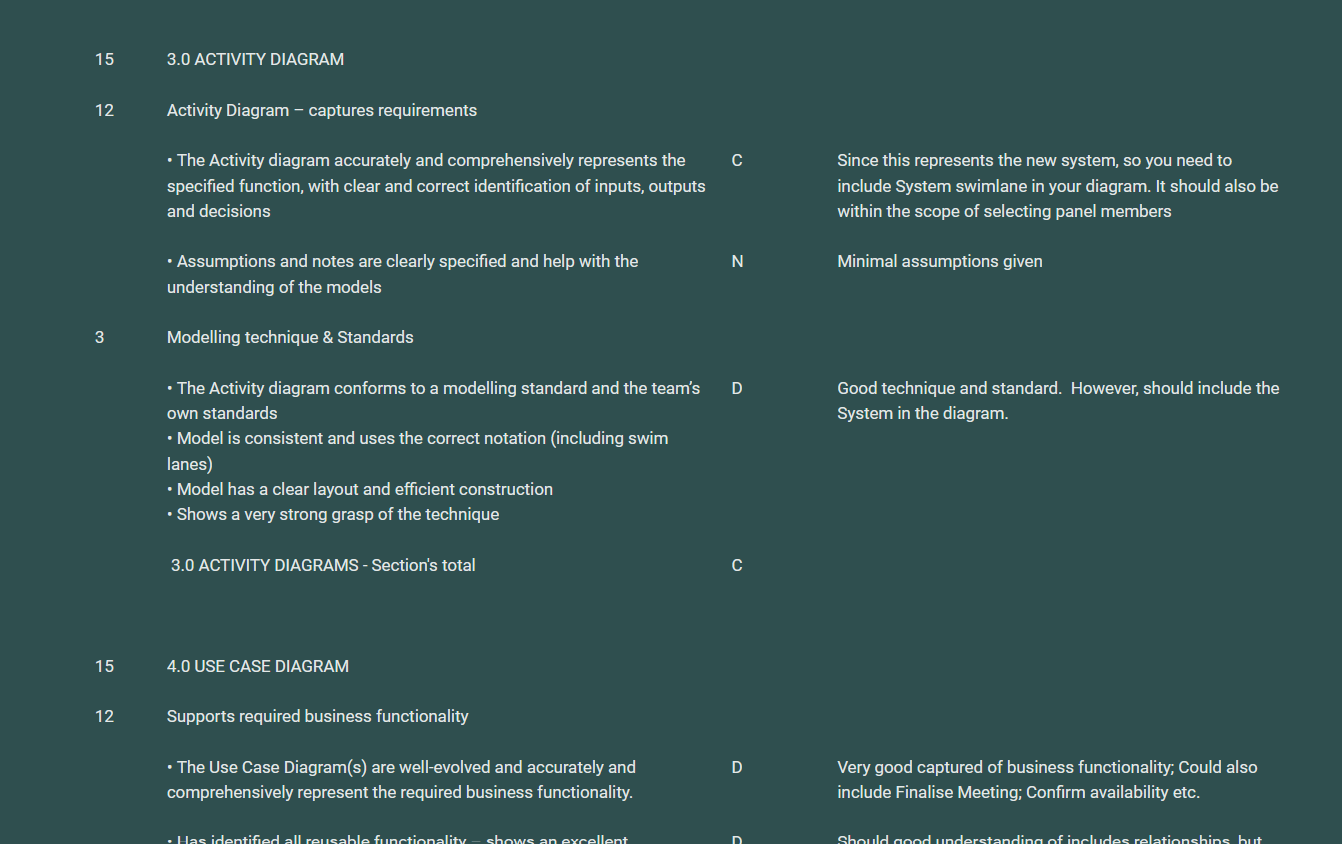 15 3.0 ACTIVITY DIAGRAM
12 Activity Diagram – captures requirements
• The Activity diagram accurately and comprehensively represents the C Since this represents the new system, so you need to
specified function, with clear and correct identification of inputs, outputs include System swimlane in your diagram. It should also be
and decisions within the scope of selecting panel members
• Assumptions and notes are clearly specified and help with the N Minimal assumptions given
understanding of the models
3 Modelling technique & Standards
• The Activity diagram conforms to a modelling standard and the team’s D Good technique and standard.  However, should include the
own standards System in the diagram.
• Model is consistent and uses the correct notation (including swim
lanes)
• Model has a clear layout and efficient construction
• Shows a very strong grasp of the technique
3.0 ACTIVITY DIAGRAMS - Section's total C
15 4.0 USE CASE DIAGRAM
12 Supports required business functionality
• The Use Case Diagram(s) are well-evolved and accurately and D Very good captured of business functionality; Could also
comprehensively represent the required business functionality. include Finalise Meeting; Confirm availability etc.
• Has identified all reusable functionality – shows an excellent D Should good understanding of includes relationships, but